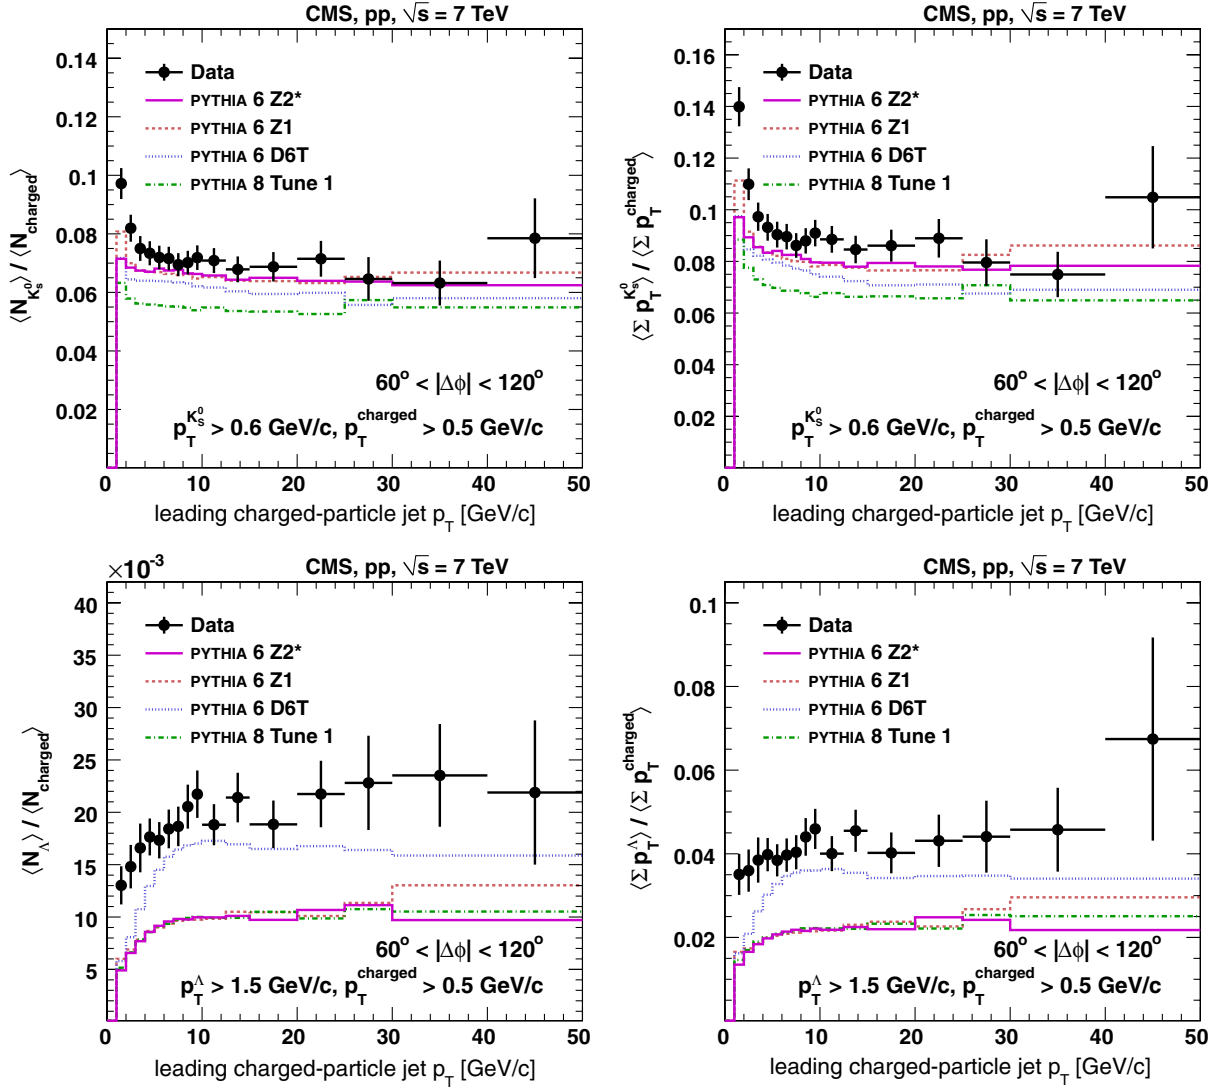 CMS, pp, √s = 7 TeV
0.14
0.12
0.1
0.08
0.06
0.04
0.02
⟨N_{K_s^0}⟩ / ⟨N_{charged}⟩
Data
PYTHIA 6 Z2*
PYTHIA 6 Z1
PYTHIA 6 D6T
PYTHIA 8 Tune 1
60° < |Δϕ| < 120°
p_T^{K_s^0} > 0.6 GeV/c, p_T^{charged} > 0.5 GeV/c
0 10 20 30 40 50
leading charged-particle jet p_T [GeV/c]
CMS, pp, √s = 7 TeV
0.16
0.14
0.12
0.1
0.08
0.06
0.04
0.02
⟨Σ p_T^{K_s^0}⟩ / ⟨Σ p_T^{charged}⟩
Data
PYTHIA 6 Z2*
PYTHIA 6 Z1
PYTHIA 6 D6T
PYTHIA 8 Tune 1
60° < |Δϕ| < 120°
p_T^{K_s^0} > 0.6 GeV/c, p_T^{charged} > 0.5 GeV/c
0 10 20 30 40 50
leading charged-particle jet p_T [GeV/c]
×10^{-3}
CMS, pp, √s = 7 TeV
40
35
30
25
20
15
10
5
⟨N_Λ⟩ / ⟨N_{charged}⟩
Data
PYTHIA 6 Z2*
PYTHIA 6 Z1
PYTHIA 6 D6T
PYTHIA 8 Tune 1
60° < |Δϕ| < 120°
p_T^Λ > 1.5 GeV/c, p_T^{charged} > 0.5 GeV/c
0 10 20 30 40 50
leading charged-particle jet p_T [GeV/c]
CMS, pp, √s = 7 TeV
0.1
0.08
0.06
0.04
0.02
⟨Σ p_T^Λ⟩ / ⟨Σ p_T^{charged}⟩
Data
PYTHIA 6 Z2*
PYTHIA 6 Z1
PYTHIA 6 D6T
PYTHIA 8 Tune 1
60° < |Δϕ| < 120°
p_T^Λ > 1.5 GeV/c, p_T^{charged} > 0.5 GeV/c
0 10 20 30 40 50
leading charged-particle jet p_T [GeV/c]